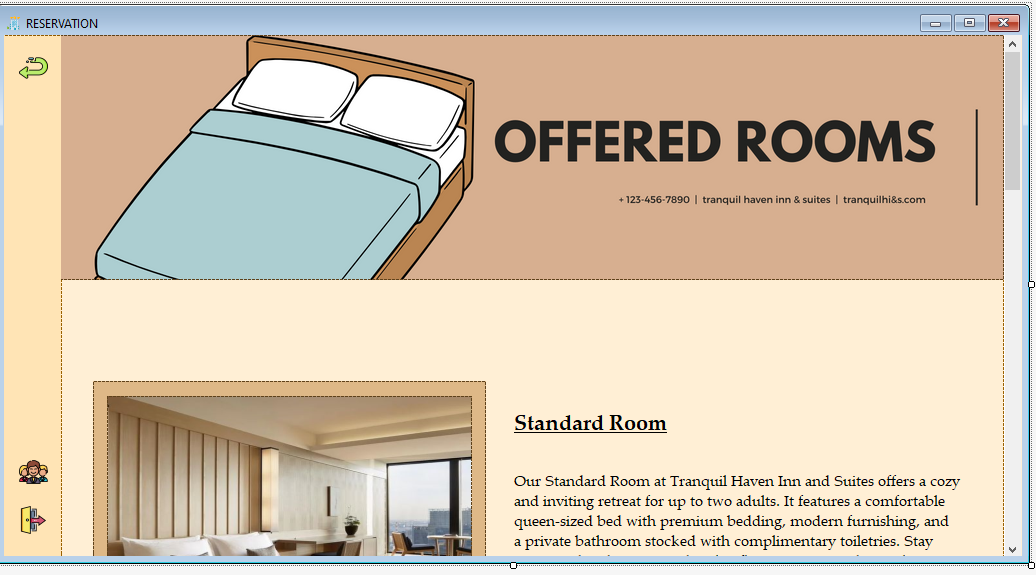 RESERVATION
OFFERED ROOMS
+123-456-7890 | tranquil haven inn & suites | tranquilhi&s.com
Standard Room
Our Standard Room at Tranquil Haven Inn and Suites offers a cozy
and inviting retreat for up to two adults. It features a comfortable
queen-sized bed with premium bedding, modern furnishing, and
a private bathroom stocked with complimentary toiletries. Stay